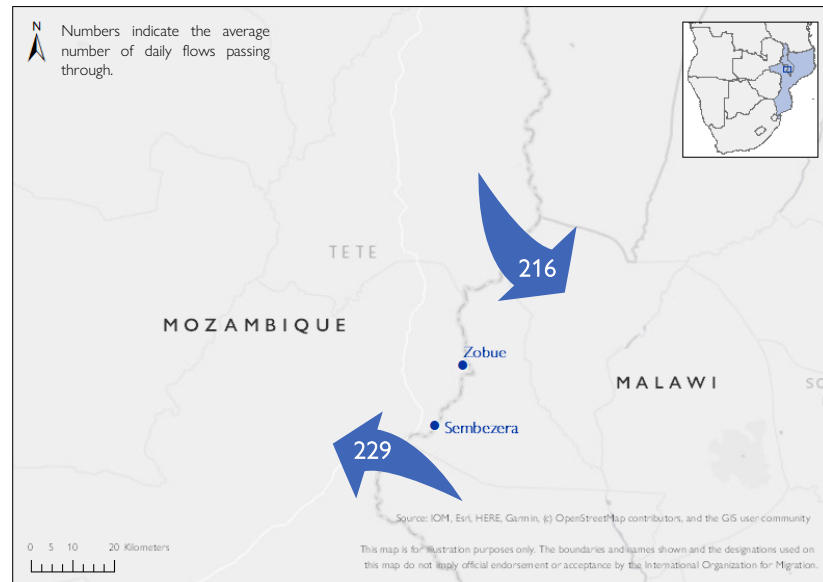 N
Numbers indicate the average
number of daily flows passing
through.
TETE
216
MOZAMBIQUE
Zobue
MALAWI
Sembezera
229
Source: IOM, Esri, HERE, Garmin, (c) OpenStreetMap contributors, and the GIS user community
0 5 10 20 Kilometers
This map is for illustration purposes only. The boundaries and names shown and the designations used on
this map do not imply official endorsement or acceptance by the International Organization for Migration.